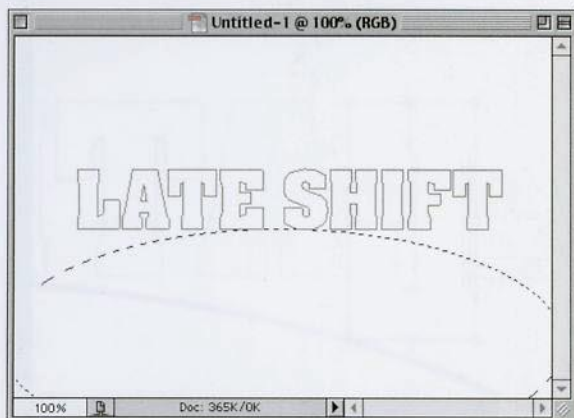 Untitled-1 @ 100% (RGB)
LATE SHIFT
100%
Doc: 365K/0K